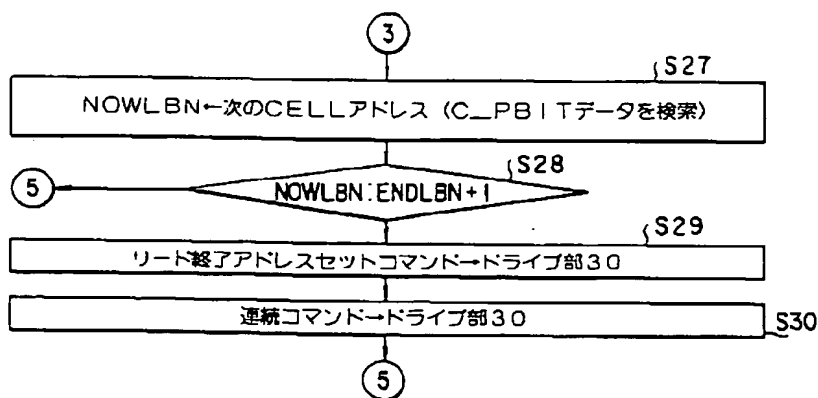 3
S27
NOWLBN←次のCELLアドレス（C_PBITデータを検索）
S28
5
NOWLBN:ENDLBN+1
S29
リード終了アドレスセットコマンド→ドライブ部30
連続コマンド→ドライブ部30
S30
5